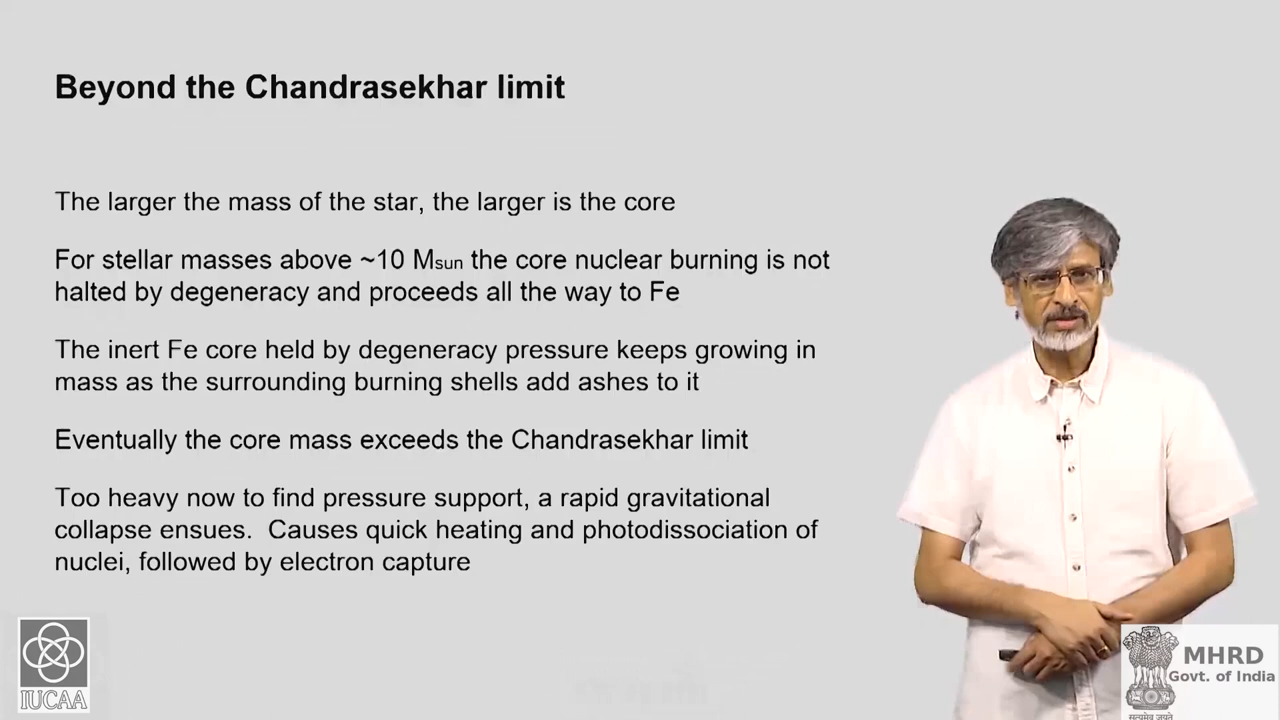 Beyond the Chandrasekhar limit
The larger the mass of the star, the larger is the core
For stellar masses above ~10 Msun the core nuclear burning is not
halted by degeneracy and proceeds all the way to Fe
The inert Fe core held by degeneracy pressure keeps growing in
mass as the surrounding burning shells add ashes to it
Eventually the core mass exceeds the Chandrasekhar limit
Too heavy now to find pressure support, a rapid gravitational
collapse ensues.  Causes quick heating and photodissociation of
nuclei, followed by electron capture
IUCAA
MHRD
Govt. of India
सत्यमेव जयते